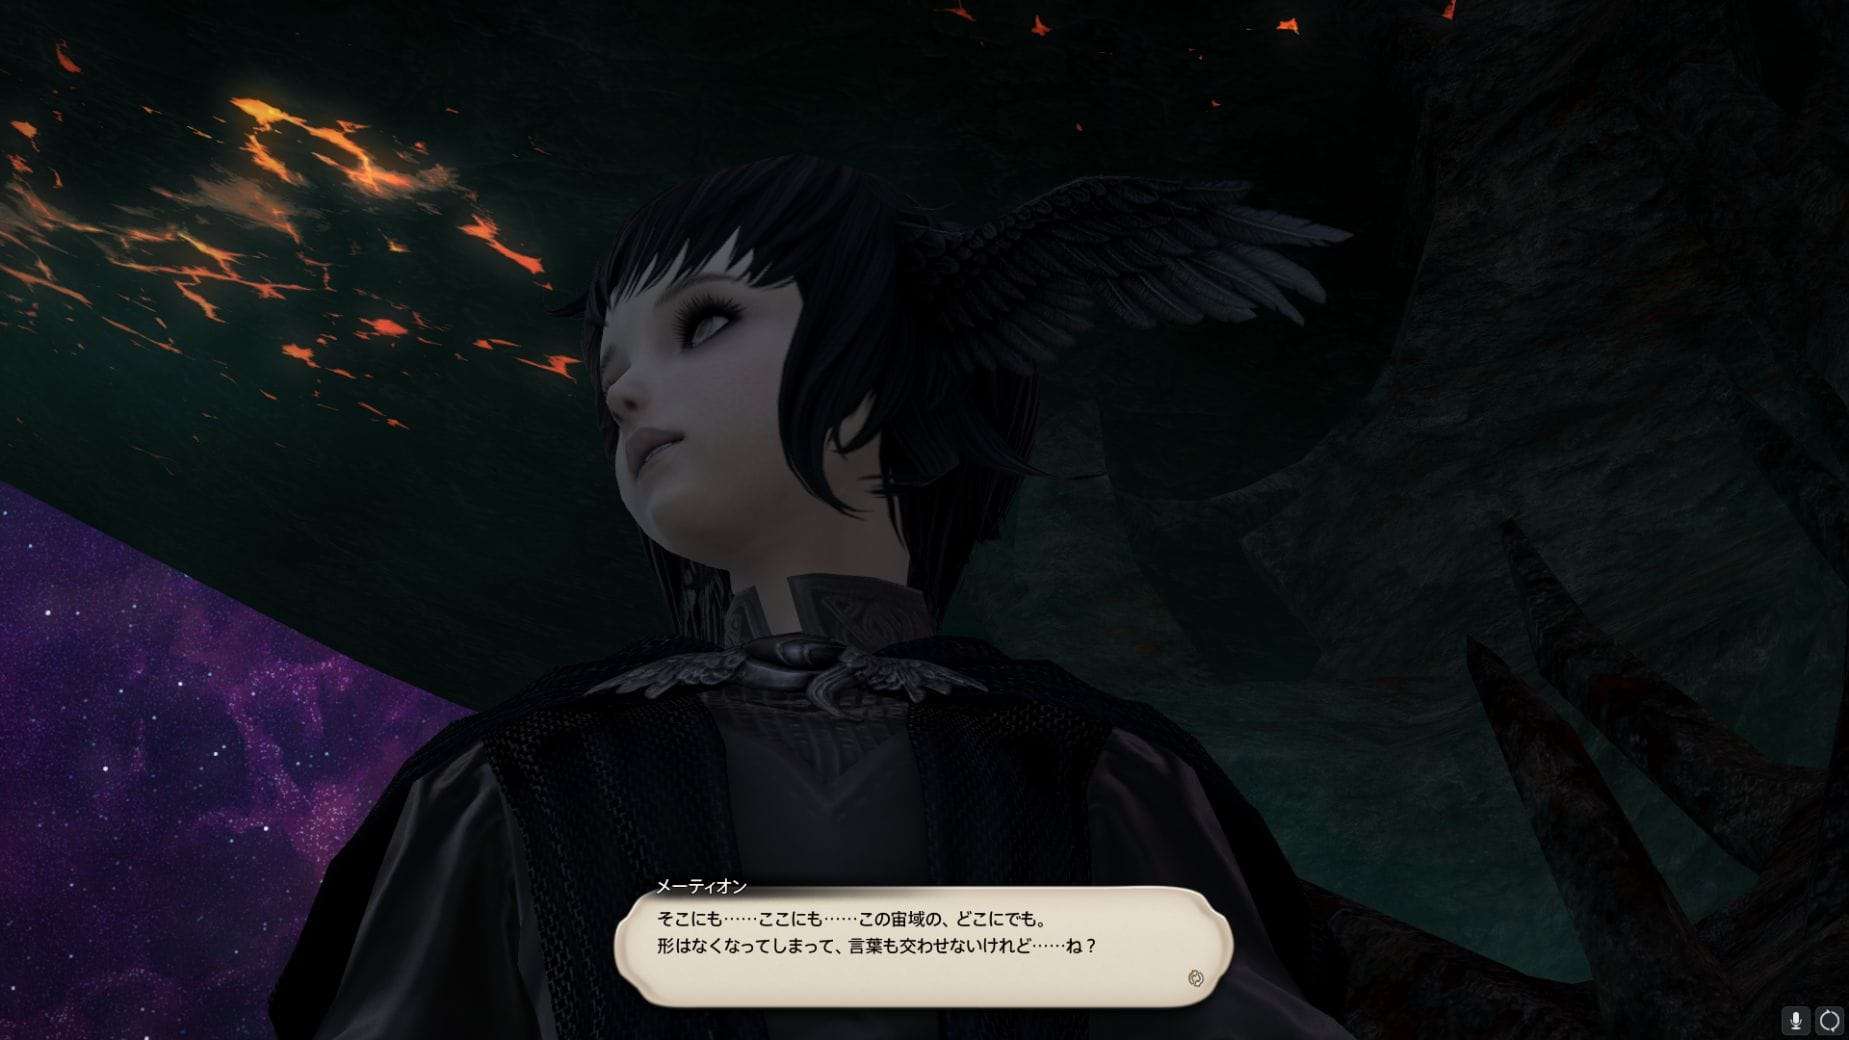 メーティオン
そこにも……ここにも……この宙域の、どこにでも。
形はなくなってしまって、言葉も交わせないけれど……ね？